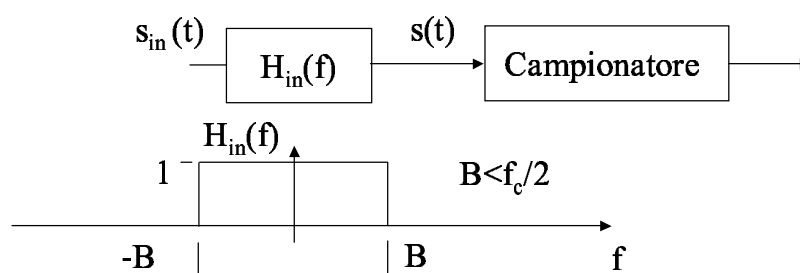 s_in(t) s(t)
H_in(f) Campionatore
H_in(f)
1 B<f_c/2
-B B f